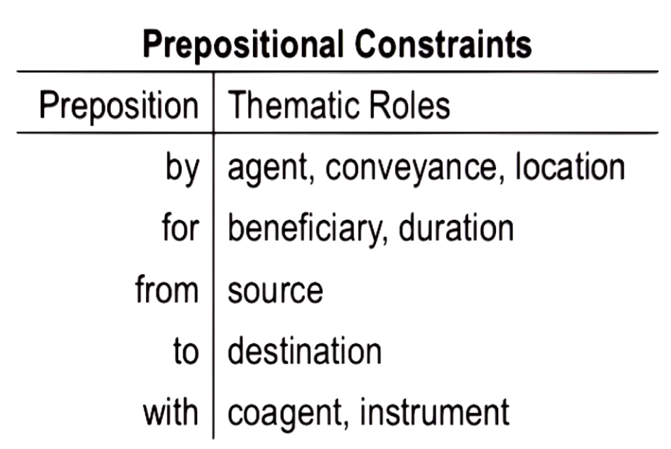 Prepositional Constraints
Preposition Thematic Roles
by agent, conveyance, location
for beneficiary, duration
from source
to destination
with coagent, instrument